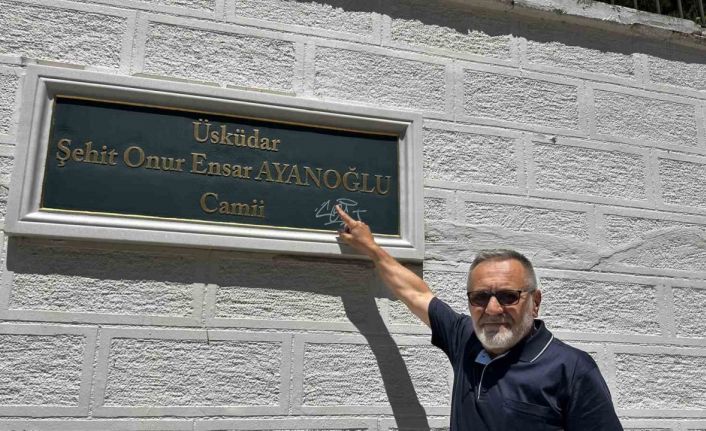 Üsküdar
Şehit Onur Ensar AYANOĞLU
Camii